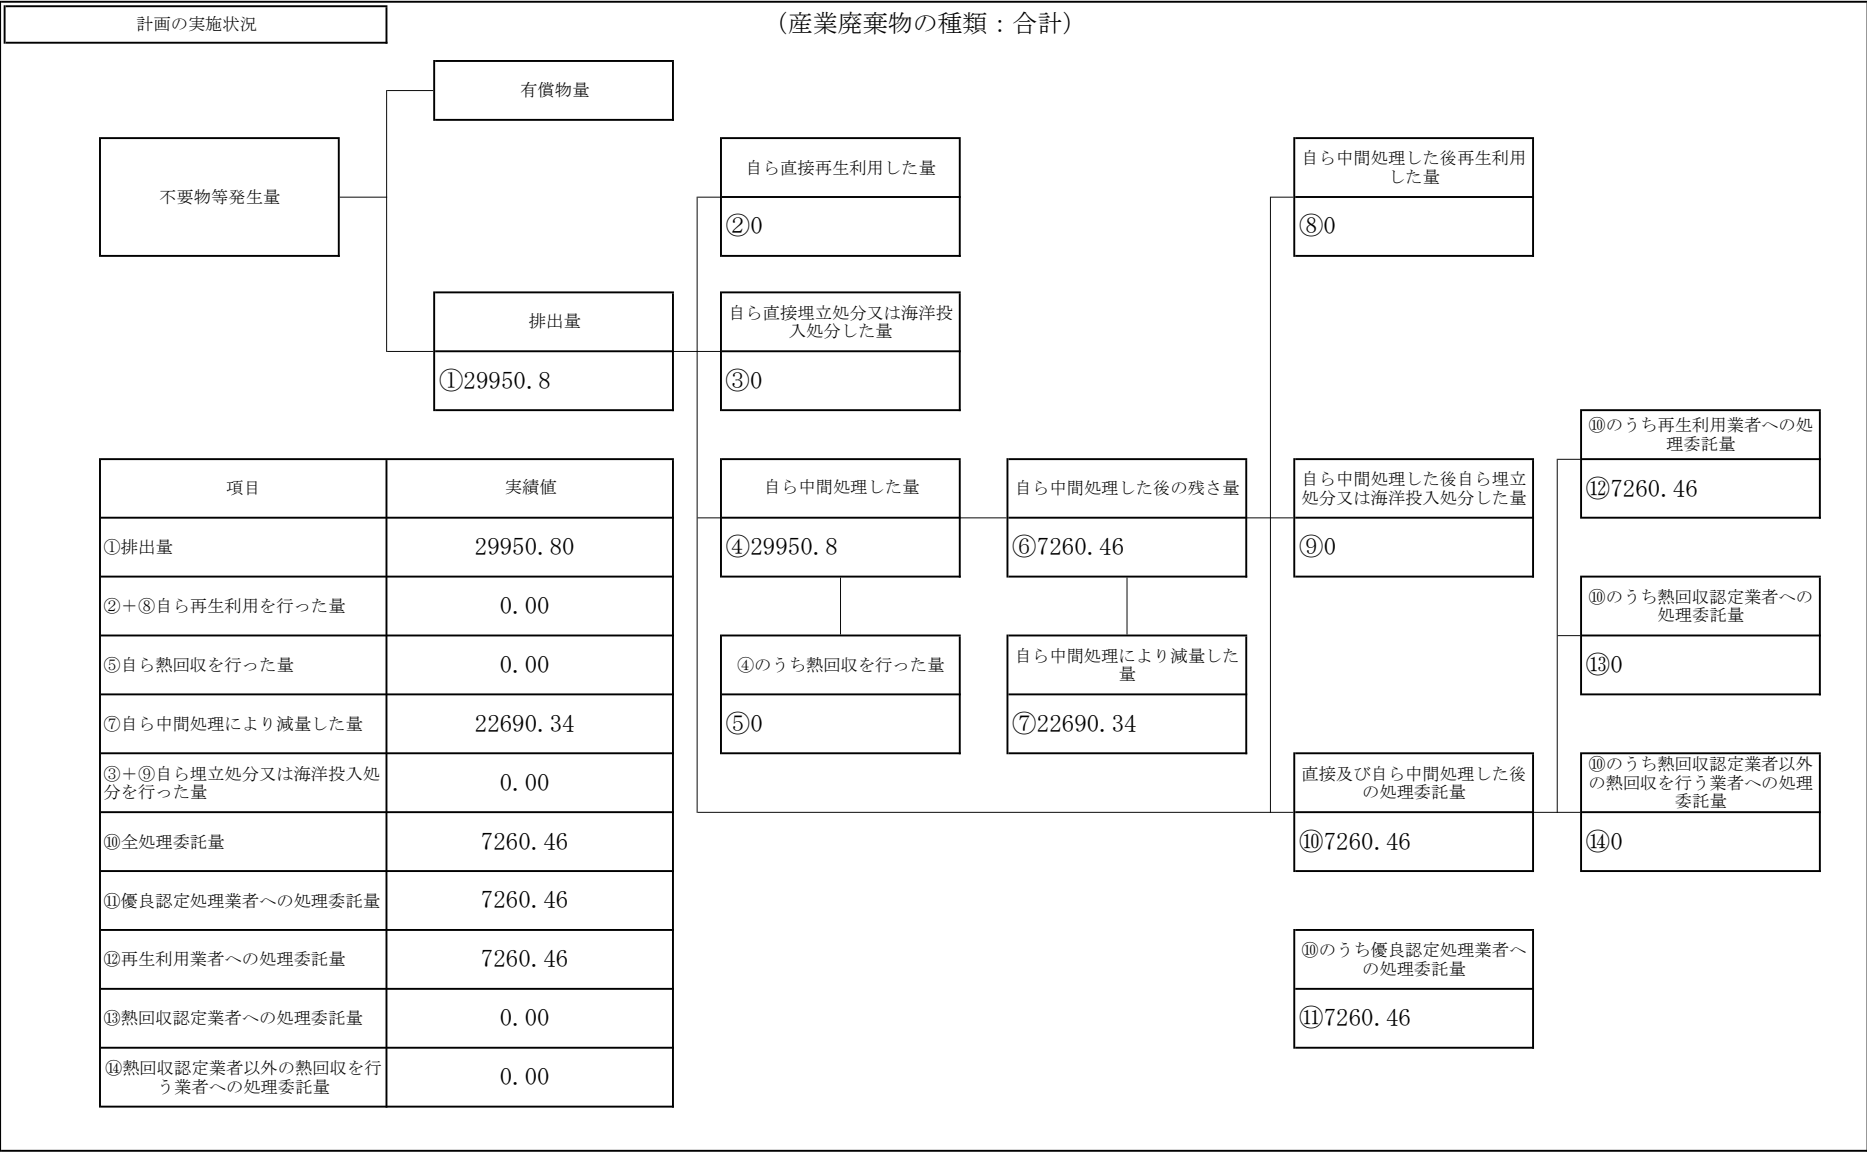 計画の実施状況
（産業廃棄物の種類：合計）
有償物量
不要物等発生量
自ら直接再生利用した量
②0
自ら中間処理した後再生利用
した量
⑧0
排出量
①29950.8
自ら直接埋立処分又は海洋投
入処分した量
③0
⑩のうち再生利用業者への処
理委託量
⑫7260.46
自ら中間処理した量
④29950.8
自ら中間処理した後の残さ量
⑥7260.46
自ら中間処理した後自ら埋立
処分又は海洋投入処分した量
⑨0
⑩のうち熱回収認定業者への
処理委託量
⑬0
④のうち熱回収を行った量
⑤0
自ら中間処理により減量した
量
⑦22690.34
直接及び自ら中間処理した後
の処理委託量
⑩7260.46
⑩のうち熱回収認定業者以外
の熱回収を行う業者への処理
委託量
⑭0
⑩のうち優良認定処理業者へ
の処理委託量
⑪7260.46
項目 実績値
①排出量 29950.80
②＋⑧自ら再生利用を行った量 0.00
⑤自ら熱回収を行った量 0.00
⑦自ら中間処理により減量した量 22690.34
③＋⑨自ら埋立処分又は海洋投入処
分を行った量 0.00
⑩全処理委託量 7260.46
⑪優良認定処理業者への処理委託量 7260.46
⑫再生利用業者への処理委託量 7260.46
⑬熱回収認定業者への処理委託量 0.00
⑭熱回収認定業者以外の熱回収を行
う業者への処理委託量 0.00